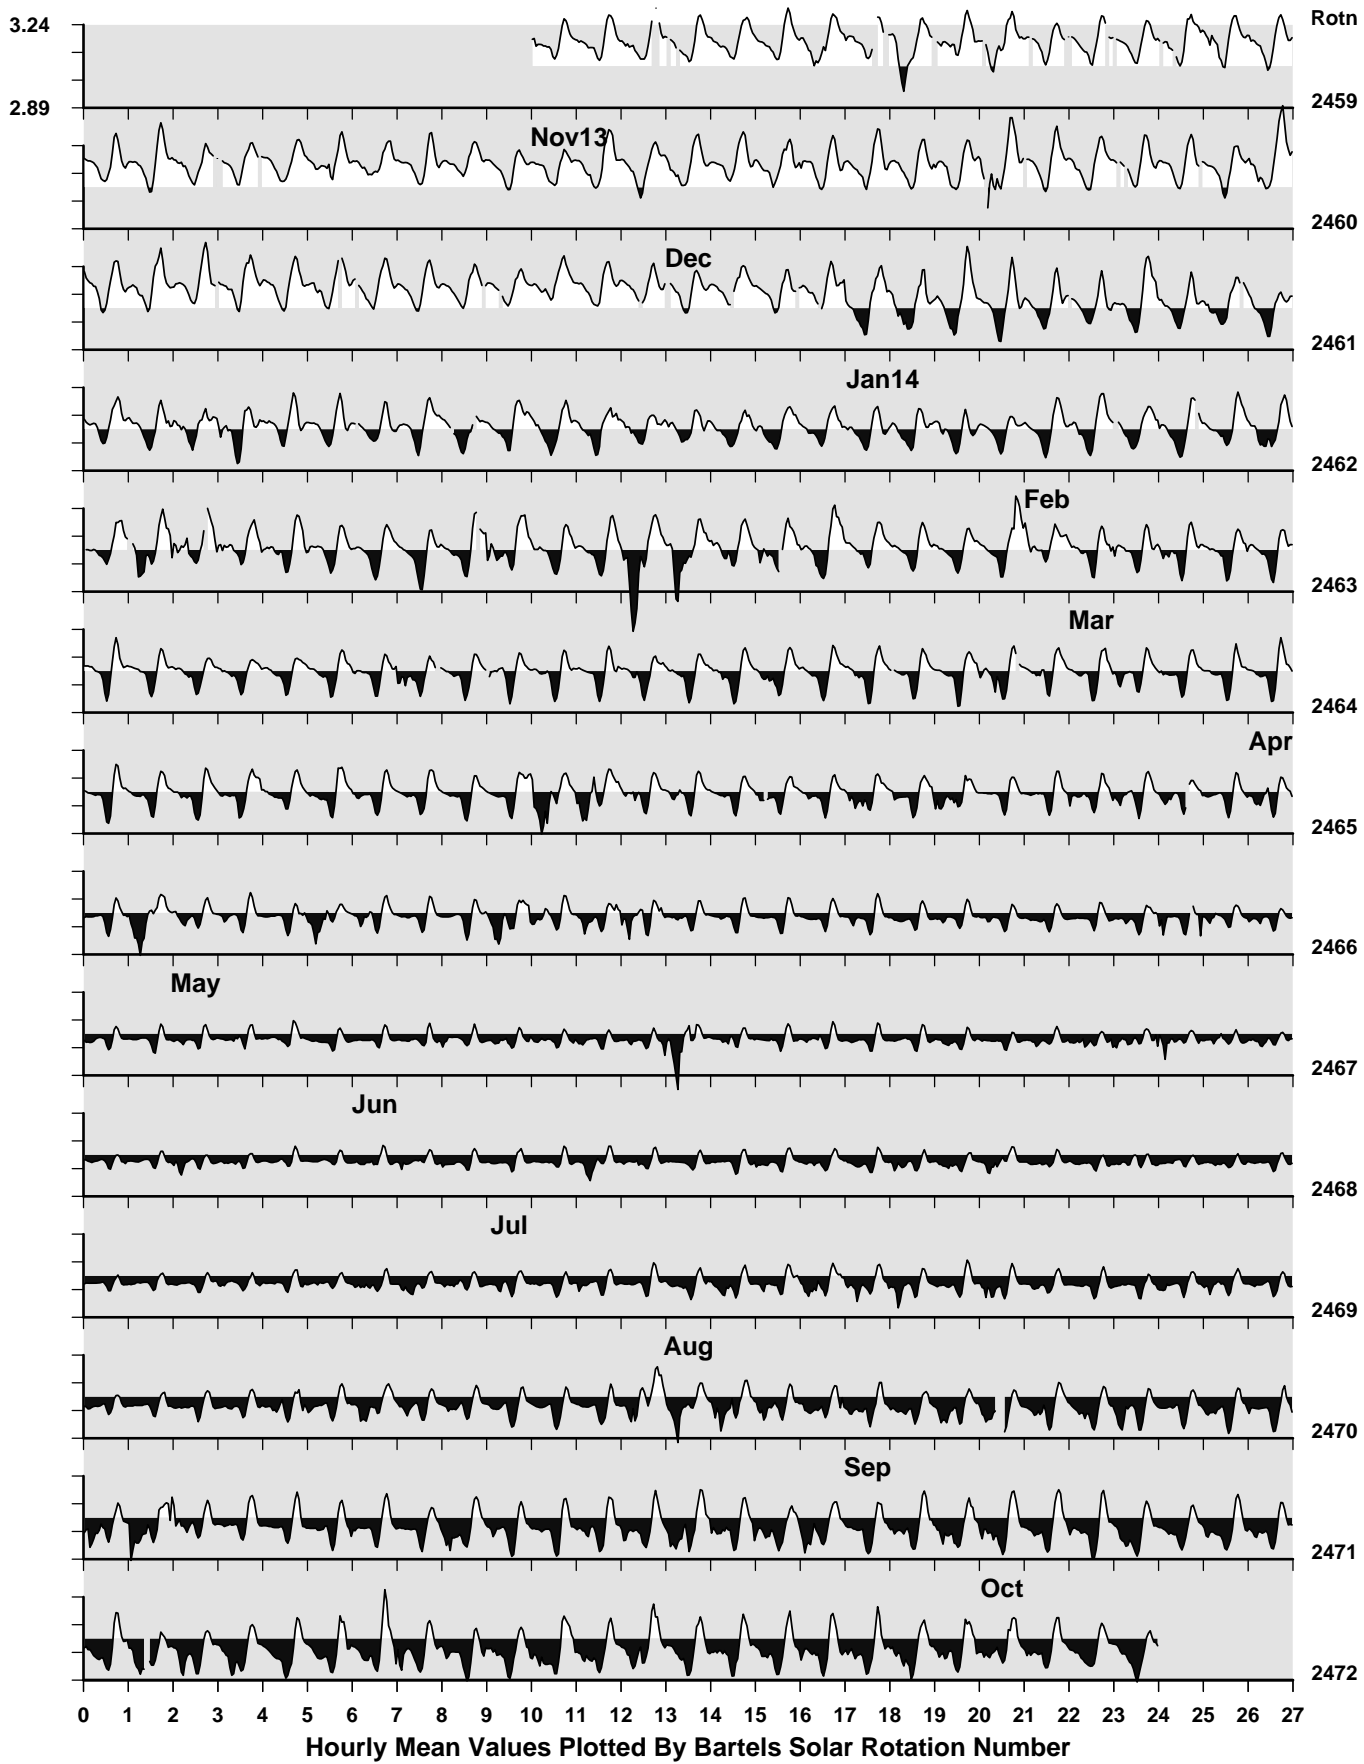 3.24 Rotn
2.89 2459
Nov13
2460
Dec
2461
Jan14
2462
Feb
2463
Mar
2464
Apr
2465
2466
May
2467
Jun
2468
Jul
2469
Aug
2470
Sep
2471
Oct
2472
0 1 2 3 4 5 6 7 8 9 10 11 12 13 14 15 16 17 18 19 20 21 22 23 24 25 26 27
Hourly Mean Values Plotted By Bartels Solar Rotation Number